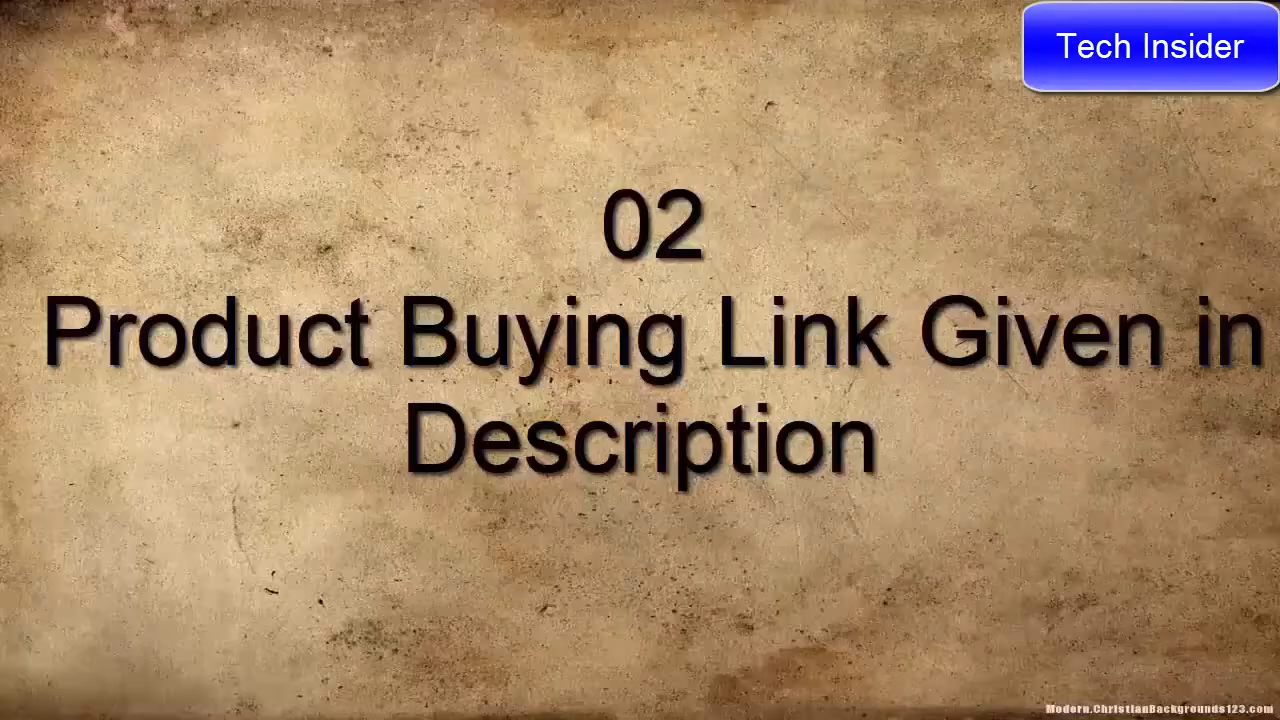 Tech Insider
02
Product Buying Link Given in
Description
Modern.ChristianBackgrounds123.com